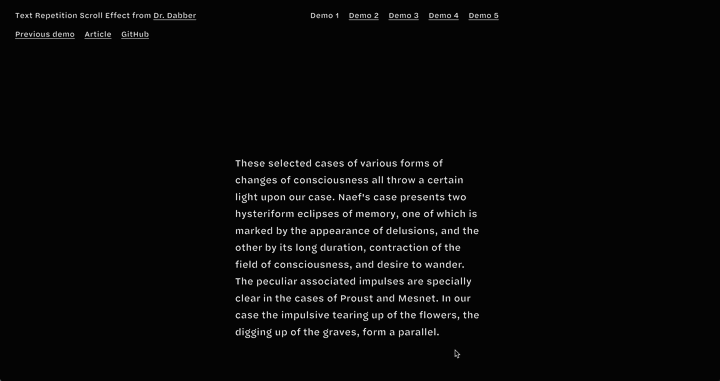 Text Repetition Scroll Effect from Dr. Dabber
Demo 1 Demo 2 Demo 3 Demo 4 Demo 5
Previous demo Article GitHub
These selected cases of various forms of
changes of consciousness all throw a certain
light upon our case. Naef's case presents two
hysteriform eclipses of memory, one of which is
marked by the appearance of delusions, and the
other by its long duration, contraction of the
field of consciousness, and desire to wander.
The peculiar associated impulses are specially
clear in the cases of Proust and Mesnet. In our
case the impulsive tearing up of the flowers, the
digging up of the graves, form a parallel.